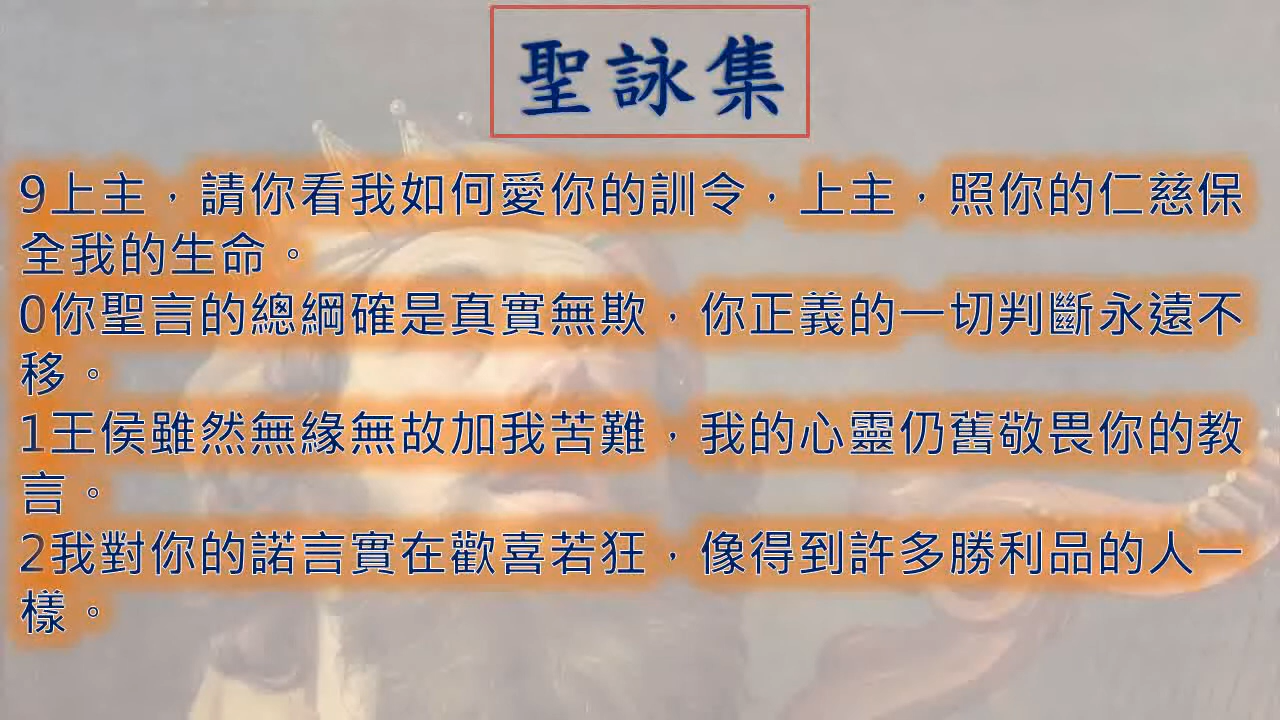 聖詠集
9上主，請你看我如何愛你的訓令，上主，照你的仁慈保
全我的生命。
0你聖言的總綱確是真實無欺，你正義的一切判斷永遠不
移。
1王侯雖然無緣無故加我苦難，我的心靈仍舊敬畏你的教
言。
2我對你的諾言實在歡喜若狂，像得到許多勝利品的人一
樣。